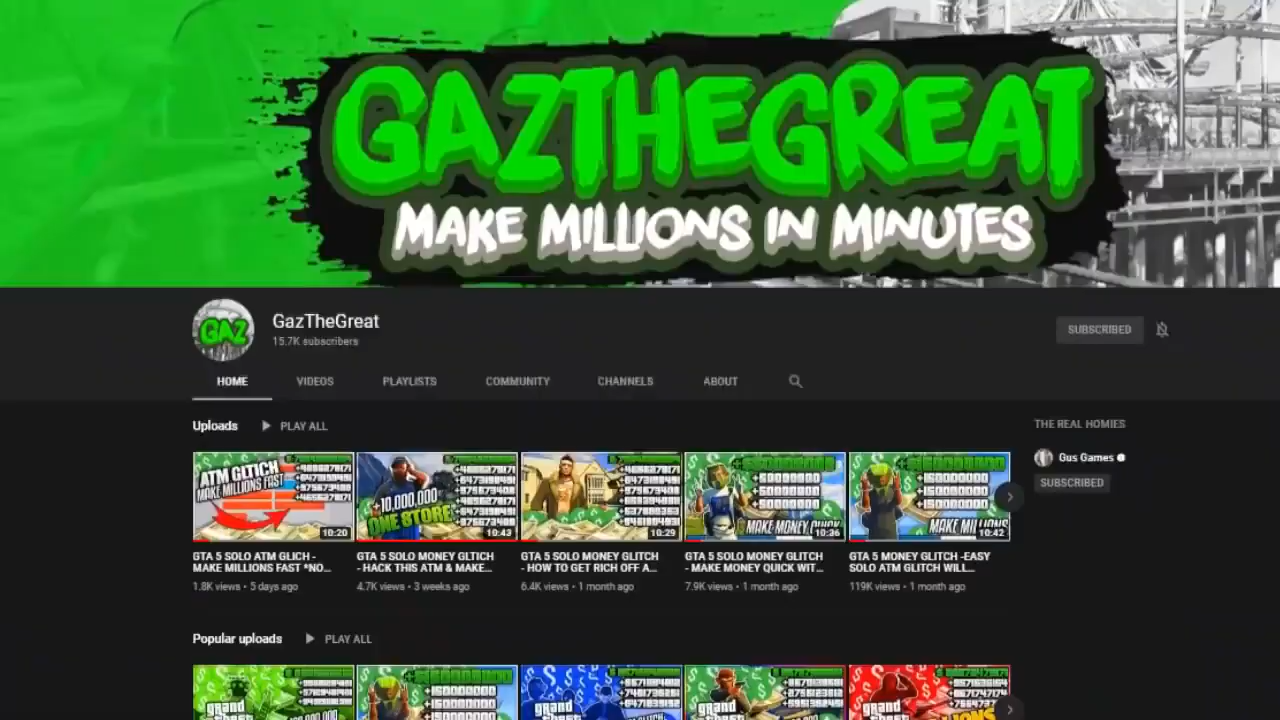 GAZTHEGREAT
MAKE MILLIONS IN MINUTES
GAZ
GazTheGreat
15.7K subscribers
SUBSCRIBED
HOME VIDEOS PLAYLISTS COMMUNITY CHANNELS ABOUT
Uploads PLAY ALL
THE REAL HOMIES
Gus Games
SUBSCRIBED
ATM GLITCH
MAKE MILLIONS FAST
10:20
+10,000,000
ONE STORE
10:43
10:29
MAKE MONEY QUICK
10:36
MAKE MILLIONS
10:42
GTA 5 SOLO ATM GLICH -
MAKE MILLIONS FAST *NO...
1.8K views • 5 days ago
GTA 5 SOLO MONEY GLTICH
- HACK THIS ATM & MAKE...
4.7K views • 3 weeks ago
GTA 5 SOLO MONEY GLITCH
- HOW TO GET RICH OFF A...
6.4K views • 1 month ago
GTA 5 SOLO MONEY GLITCH
- MAKE MONEY QUICK WIT...
7.9K views • 1 month ago
GTA 5 MONEY GLITCH -EASY
SOLO ATM GLITCH WILL...
119K views • 1 month ago
Popular uploads PLAY ALL
grand
grand
grand
grand